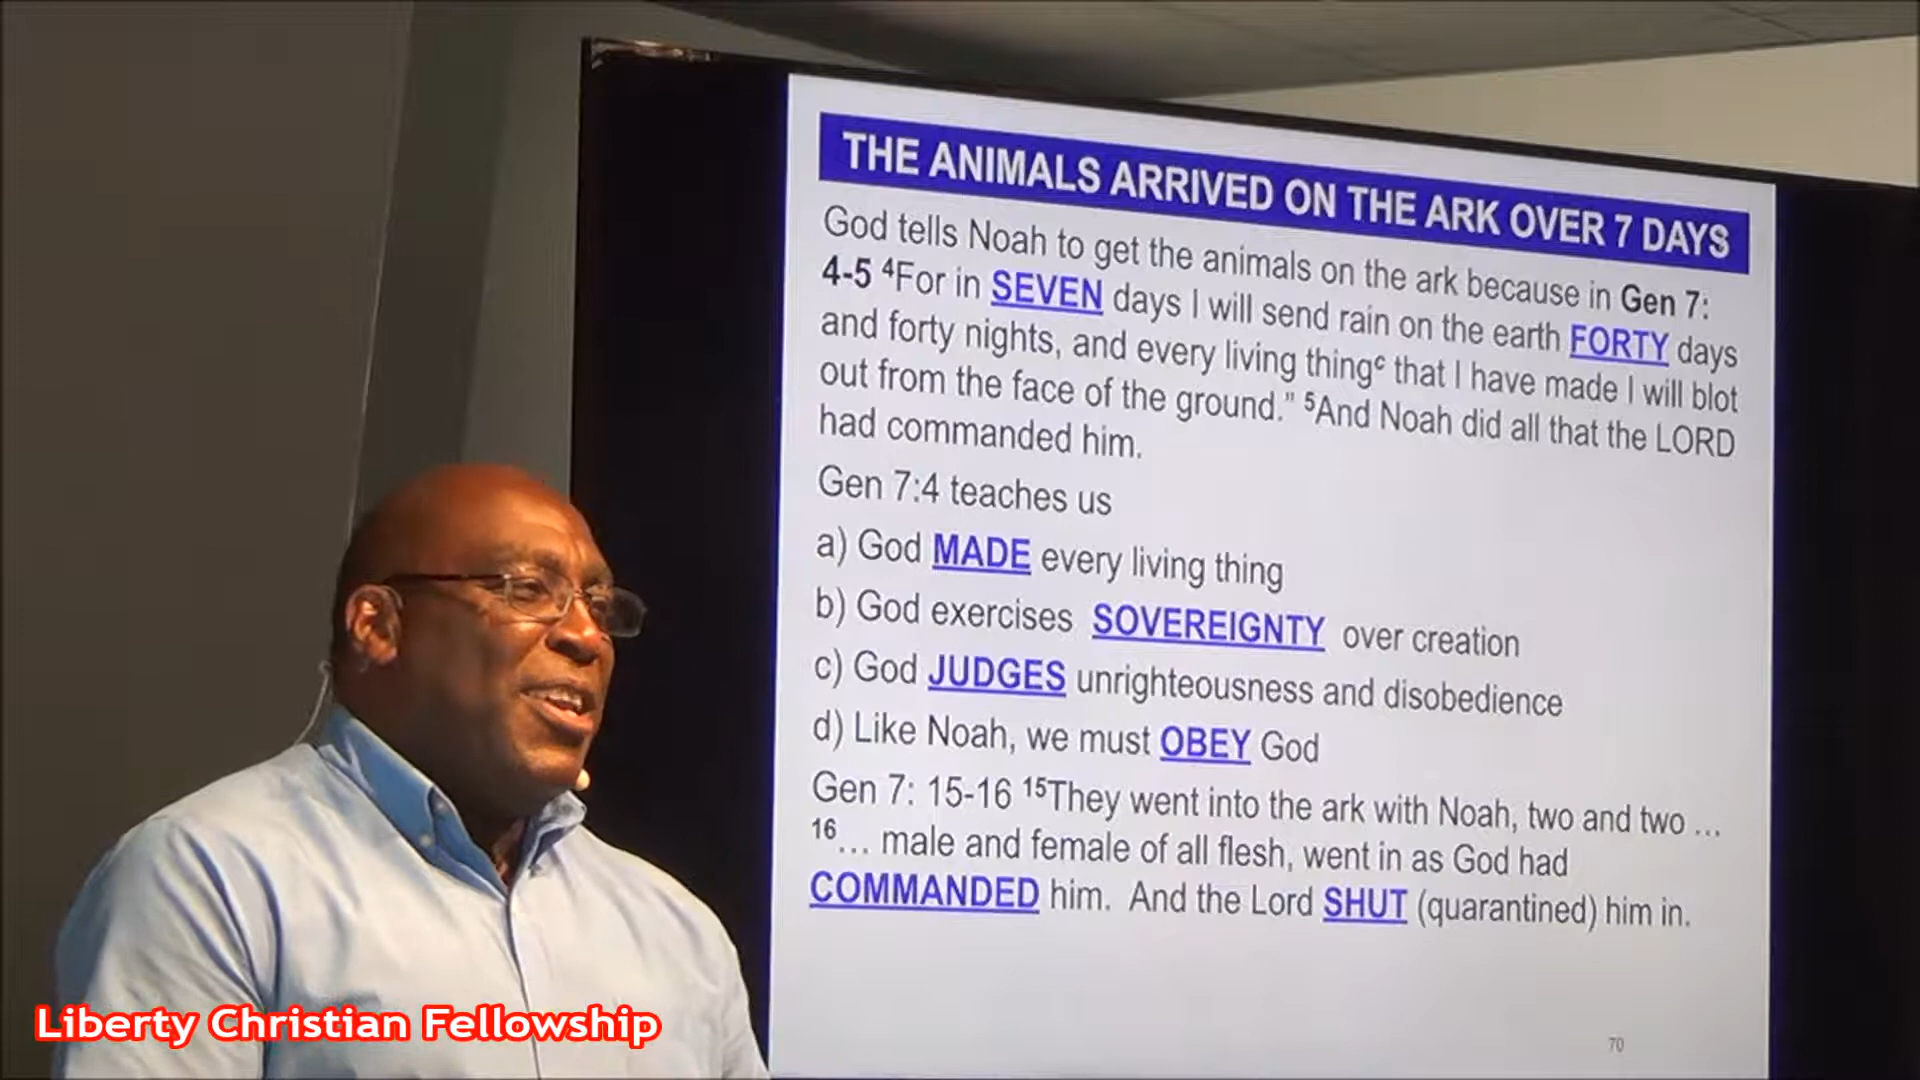 THE ANIMALS ARRIVED ON THE ARK OVER 7 DAYS
God tells Noah to get the animals on the ark because in Gen 7:
4-5 ⁴For in SEVEN days I will send rain on the earth FORTY days
and forty nights, and every living thingᶜ that I have made I will blot
out from the face of the ground.” ⁵And Noah did all that the LORD
had commanded him.
Gen 7:4 teaches us
a) God MADE every living thing
b) God exercises SOVEREIGNTY over creation
c) God JUDGES unrighteousness and disobedience
d) Like Noah, we must OBEY God
Gen 7: 15-16 ¹⁵They went into the ark with Noah, two and two …
¹⁶… male and female of all flesh, went in as God had
COMMANDED him. And the Lord SHUT (quarantined) him in.
70
Liberty Christian Fellowship